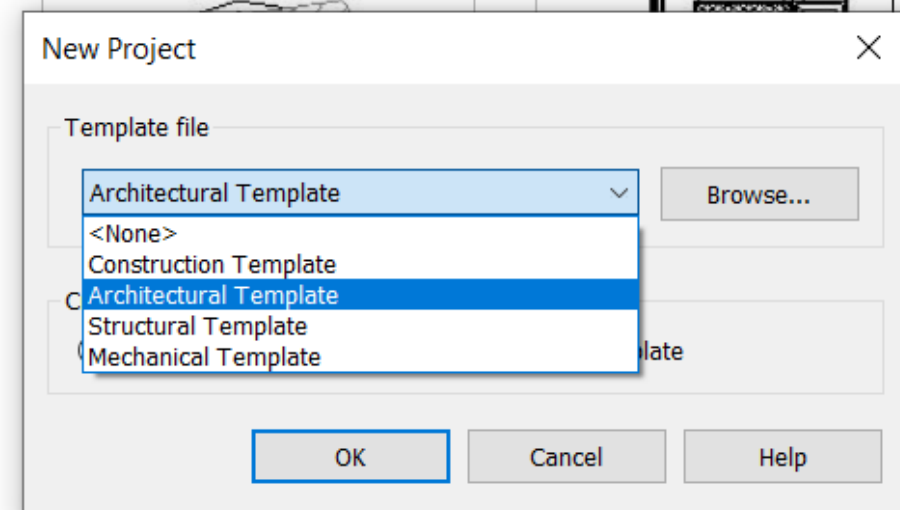 New Project
Template file
Architectural Template
Browse...
<None>
Construction Template
Architectural Template
Structural Template
Mechanical Template
OK
Cancel
Help